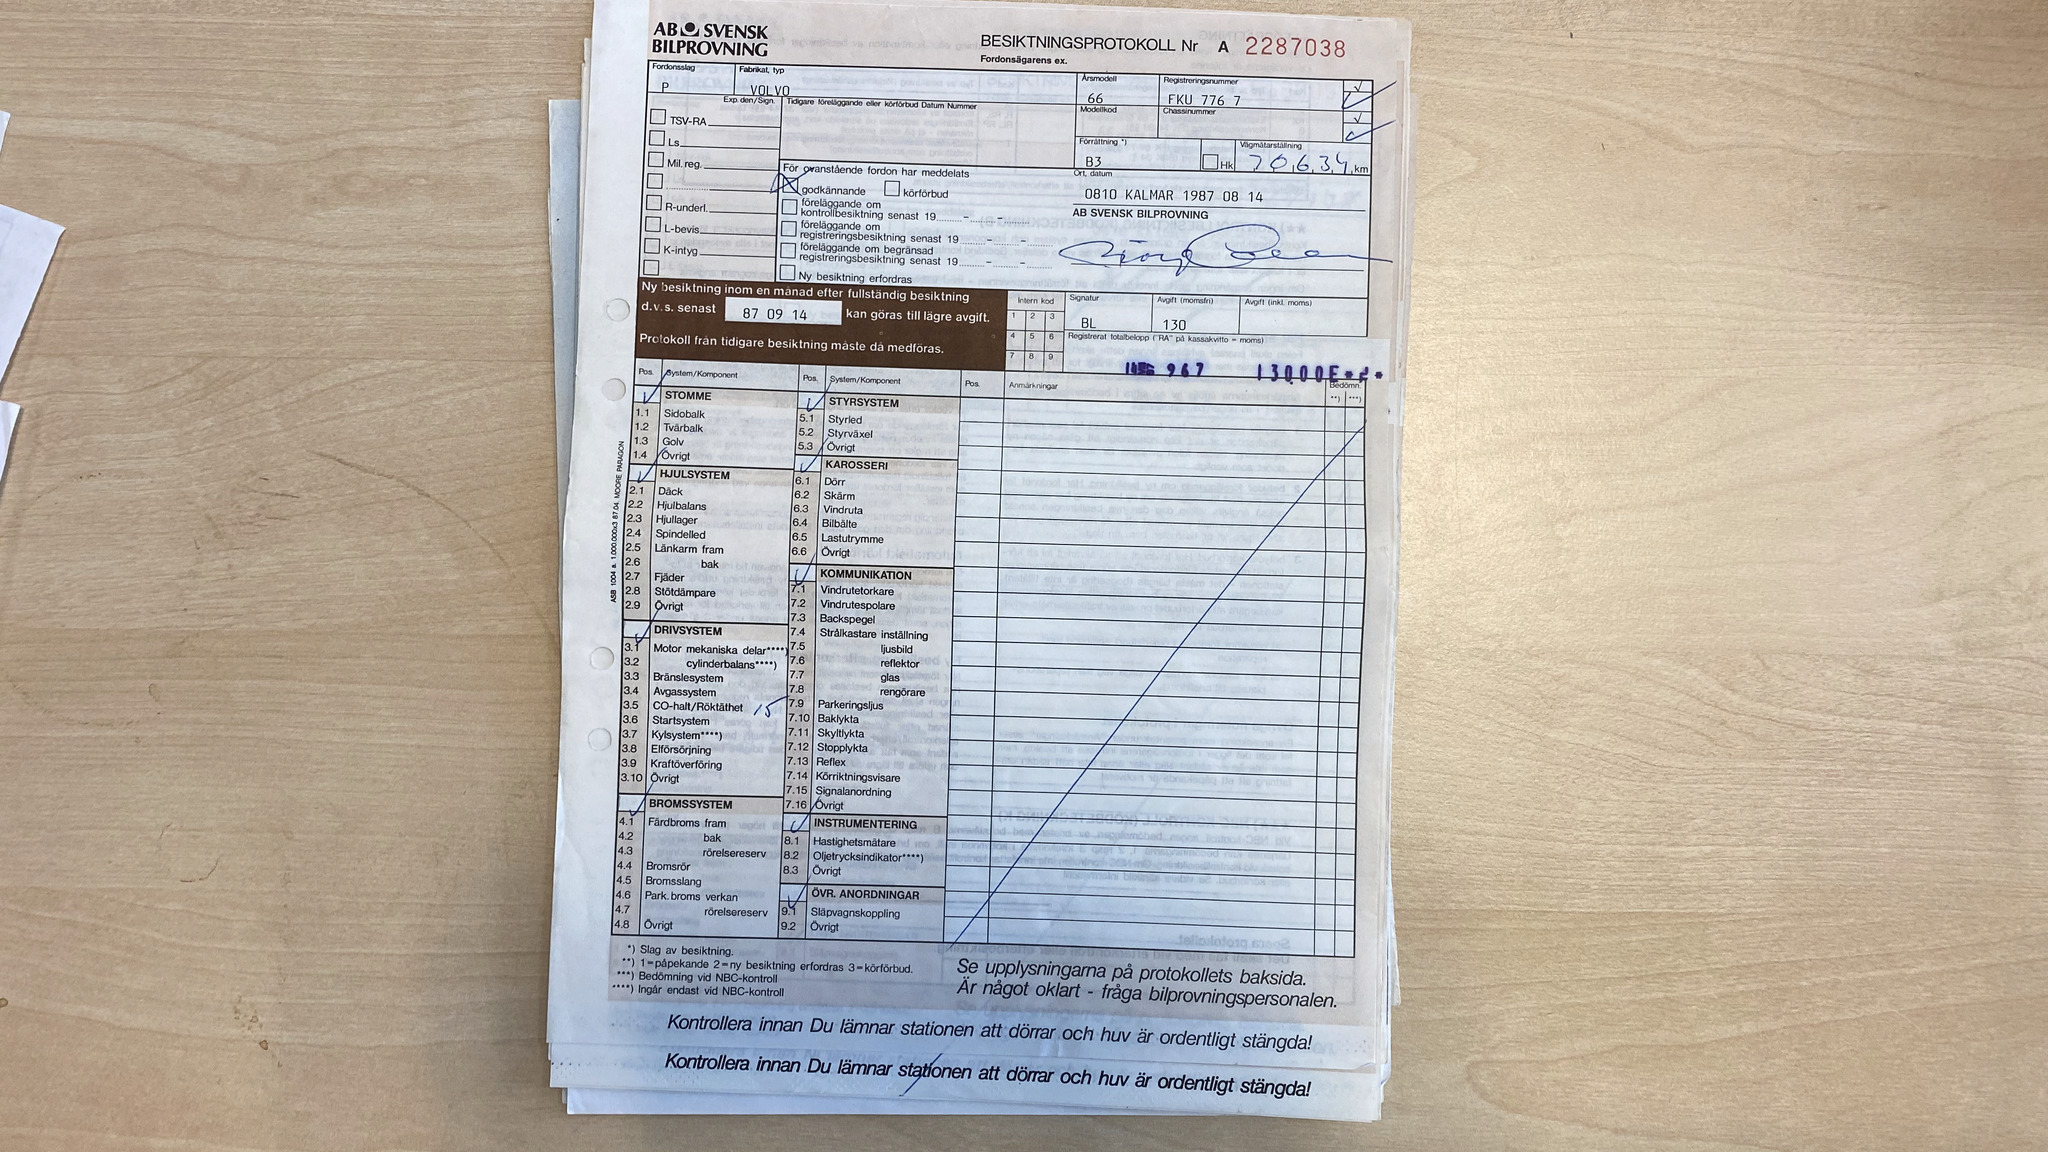 AB SVENSK
BILPROVNING
BESIKTNINGSPROTOKOLL Nr A 2287038
Fordonsägarens ex.
Fordonsslag
P
Fabrikat, typ
VOLVO
Årsmodell
66
Registreringsnummer
FKU 776 7
Exp. den/Sign.
Tidigare föreläggande eller körförbud Datum Nummer
Modellkod
Chassinummer
TSV-RA
Ls
Mil. reg.
R-underl.
L-bevis
K-intyg
Förrättning *)
B3
Hk
Vägmätarställning
70634 km
För ovanstående fordon har meddelats
godkännande
körförbud
föreläggande om
kontrollbesiktning senast 19
föreläggande om
registreringsbesiktning senast 19
föreläggande om begränsad
registreringsbesiktning senast 19
Ny besiktning erfordras
Ort, datum
0810 KALMAR 1987 08 14
AB SVENSK BILPROVNING
Ny besiktning inom en månad efter fullständig besiktning
d.v.s. senast 87 09 14 kan göras till lägre avgift.
Protokoll från tidigare besiktning måste då medföras.
Intern kod
1 2 3
4 5 6
7 8 9
Signatur
BL
Avgift (momsfri)
130
Avgift (inkl. moms)
Registrerat totalbelopp ("RA" på kassakvitto = moms)
967
Pos. System/Komponent
STOMME
1.1 Sidobalk
1.2 Tvärbalk
1.3 Golv
1.4 Övrigt
HJULSYSTEM
2.1 Däck
2.2 Hjulbalans
2.3 Hjullager
2.4 Spindelled
2.5 Länkarm fram
2.6 bak
2.7 Fjäder
2.8 Stötdämpare
2.9 Övrigt
DRIVSYSTEM
3.1 Motor mekaniska delar****)
3.2 cylinderbalans****)
3.3 Bränslesystem
3.4 Avgassystem
3.5 CO-halt/Röktäthet 15
3.6 Startsystem
3.7 Kylsystem****)
3.8 Elförsörjning
3.9 Kraftöverföring
3.10 Övrigt
BROMSSYSTEM
4.1 Färdbroms fram
4.2 bak
4.3 rörelsereserv
4.4 Bromsrör
4.5 Bromsslang
4.6 Park.broms verkan
4.7 rörelsereserv
4.8 Övrigt
Pos. System/Komponent
STYRSYSTEM
5.1 Styrled
5.2 Styrväxel
5.3 Övrigt
KAROSSERI
6.1 Dörr
6.2 Skärm
6.3 Vindruta
6.4 Bilbälte
6.5 Lastutrymme
6.6 Övrigt
KOMMUNIKATION
7.1 Vindrutetorkare
7.2 Vindrutespolare
7.3 Backspegel
7.4 Strålkastare inställning
7.5 ljusbild
7.6 reflektor
7.7 glas
7.8 rengörare
7.9 Parkeringsljus
7.10 Baklykta
7.11 Skyltlykta
7.12 Stopplykta
7.13 Reflex
7.14 Körriktningsvisare
7.15 Signalanordning
7.16 Övrigt
INSTRUMENTERING
8.1 Hastighetsmätare
8.2 Oljetrycksindikator****)
8.3 Övrigt
ÖVR. ANORDNINGAR
9.1 Släpvagnskoppling
9.2 Övrigt
Pos. Anmärkningar Bedömn.
**) ***)
ASB 1004 a. 1.000.000x3 87.04. MOORE PARAGON
*) Slag av besiktning.
**) 1=påpekande 2=ny besiktning erfordras 3=körförbud.
***) Bedömning vid NBC-kontroll
****) Ingår endast vid NBC-kontroll
Se upplysningarna på protokollets baksida.
Är något oklart - fråga bilprovningspersonalen.
Kontrollera innan Du lämnar stationen att dörrar och huv är ordentligt stängda!
Kontrollera innan Du lämnar stationen att dörrar och huv är ordentligt stängda!